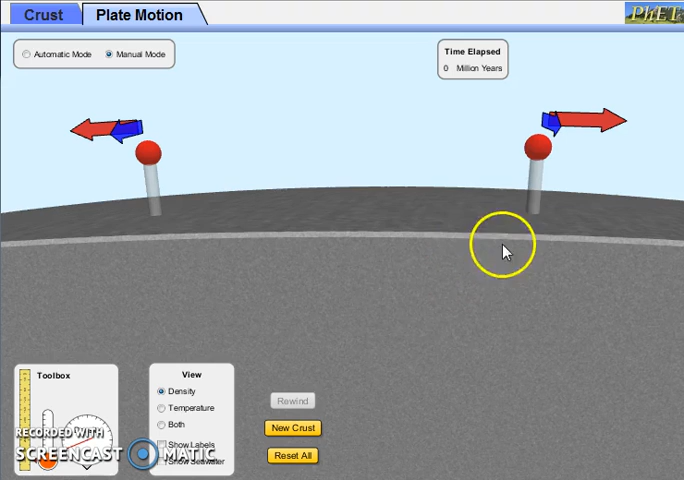 Crust
Plate Motion
PhET
Automatic Mode
Manual Mode
Time Elapsed
0 Million Years
Toolbox
View
Density
Temperature
Both
Show Labels
Show Seawater
Rewind
New Crust
Reset All
RECORDED WITH
SCREENCAST MATIC